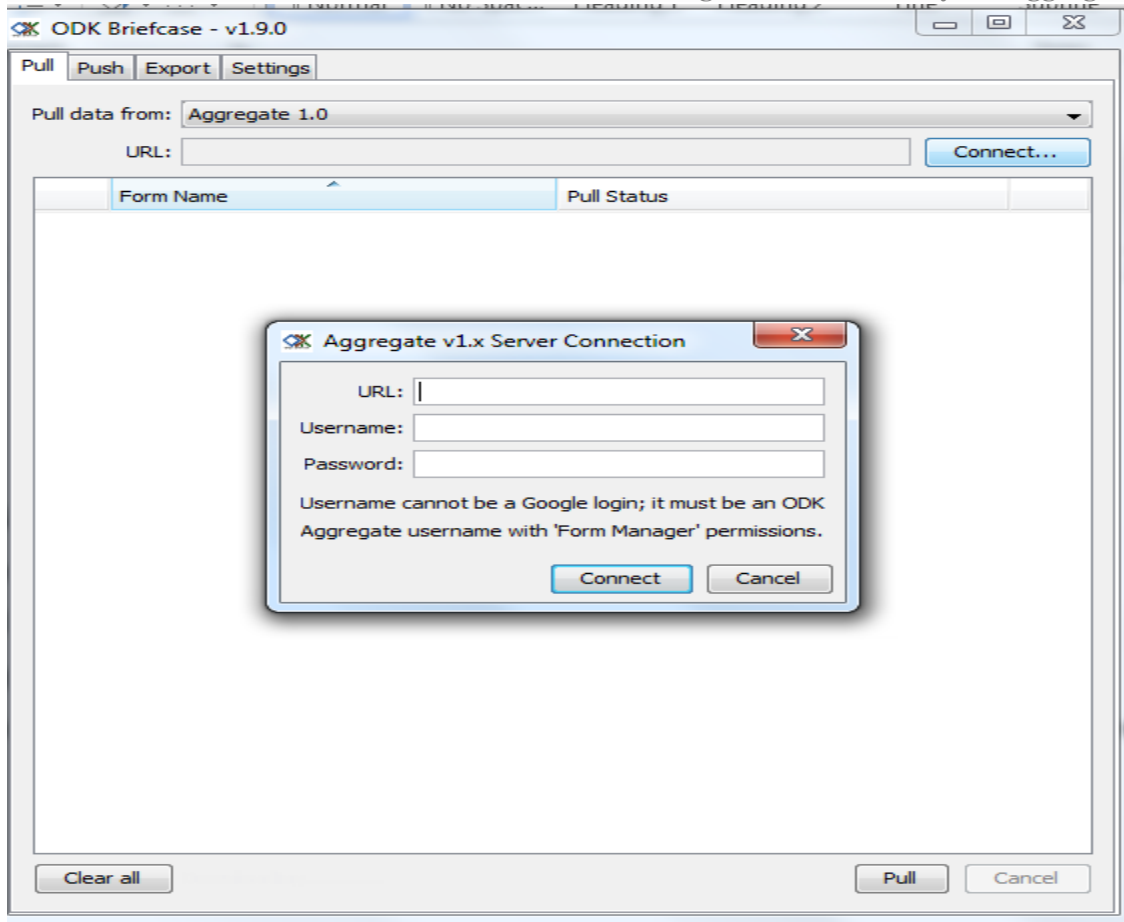 ODK Briefcase - v1.9.0
Pull Push Export Settings
Pull data from: Aggregate 1.0
URL: Connect...
Form Name Pull Status
Aggregate v1.x Server Connection
URL:
Username:
Password:
Username cannot be a Google login; it must be an ODK
Aggregate username with 'Form Manager' permissions.
Connect Cancel
Clear all Pull Cancel